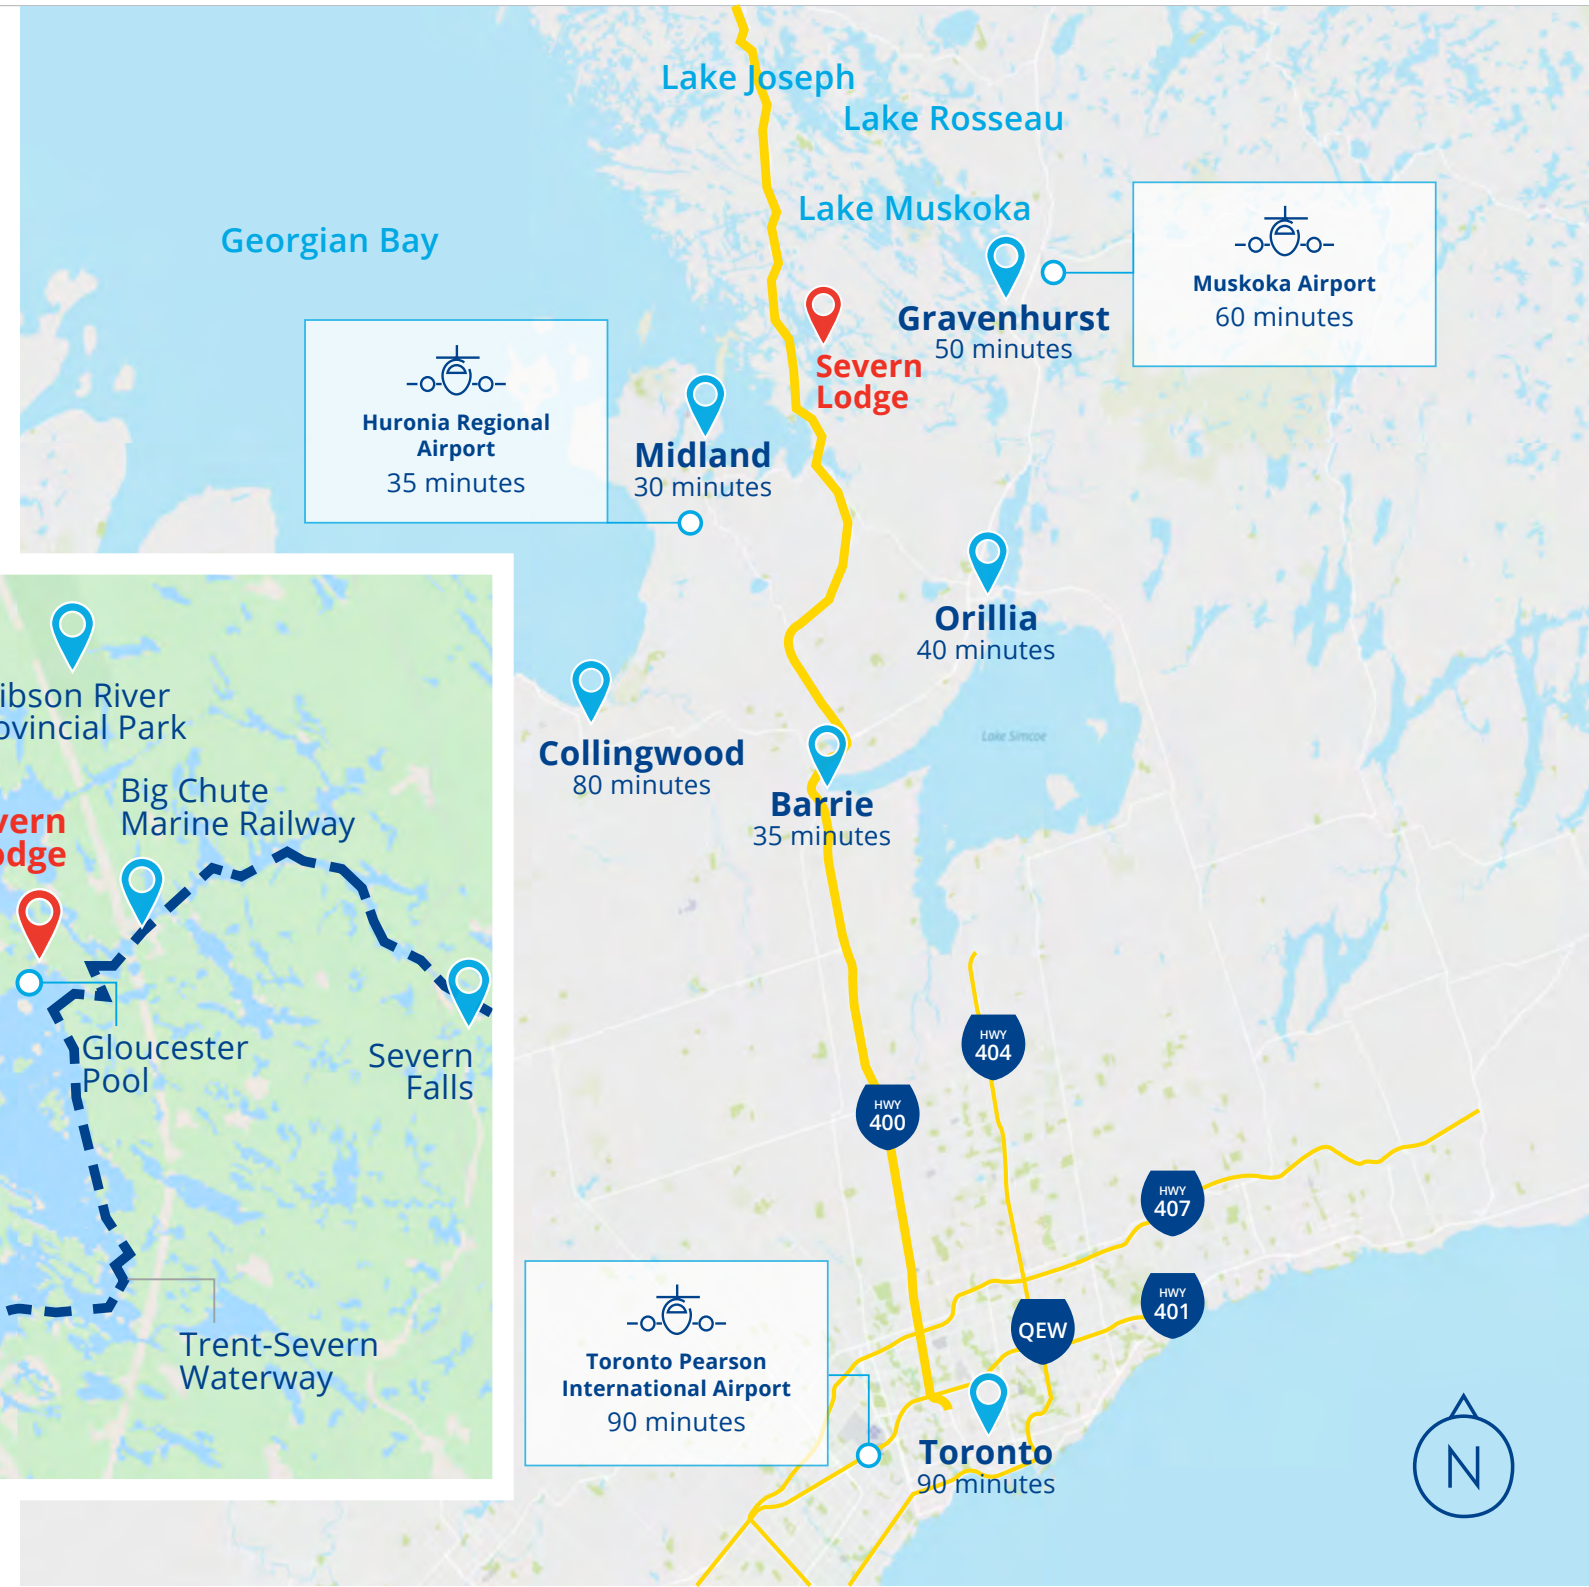 Lake Joseph
Lake Rosseau
Lake Muskoka
Georgian Bay
Muskoka Airport
60 minutes
Gravenhurst
50 minutes
Severn
Lodge
Huronia Regional
Airport
35 minutes
Midland
30 minutes
Orillia
40 minutes
Lake Simcoe
Collingwood
80 minutes
Barrie
35 minutes
ibson River
ovincial Park
Big Chute
Marine Railway
vern
odge
Gloucester
Pool
Severn
Falls
Trent-Severn
Waterway
HWY
404
HWY
400
HWY
407
HWY
401
QEW
Toronto Pearson
International Airport
90 minutes
Toronto
90 minutes
N